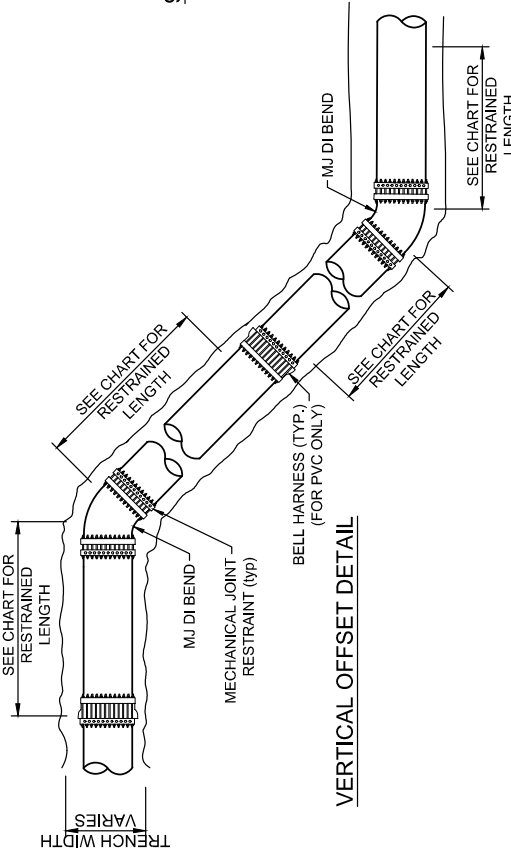 SEE CHART FOR
RESTRAINED
LENGTH
SEE CHART FOR
RESTRAINED
LENGTH
MJ DI BEND
SEE CHART FOR
RESTRAINED
LENGTH
SEE CHART FOR
RESTRAINED
LENGTH
TRENCH WIDTH
VARIES
MJ DI BEND
MECHANICAL JOINT
RESTRAINT (typ)
BELL HARNESS (TYP.)
(FOR PVC ONLY)
VERTICAL OFFSET DETAIL